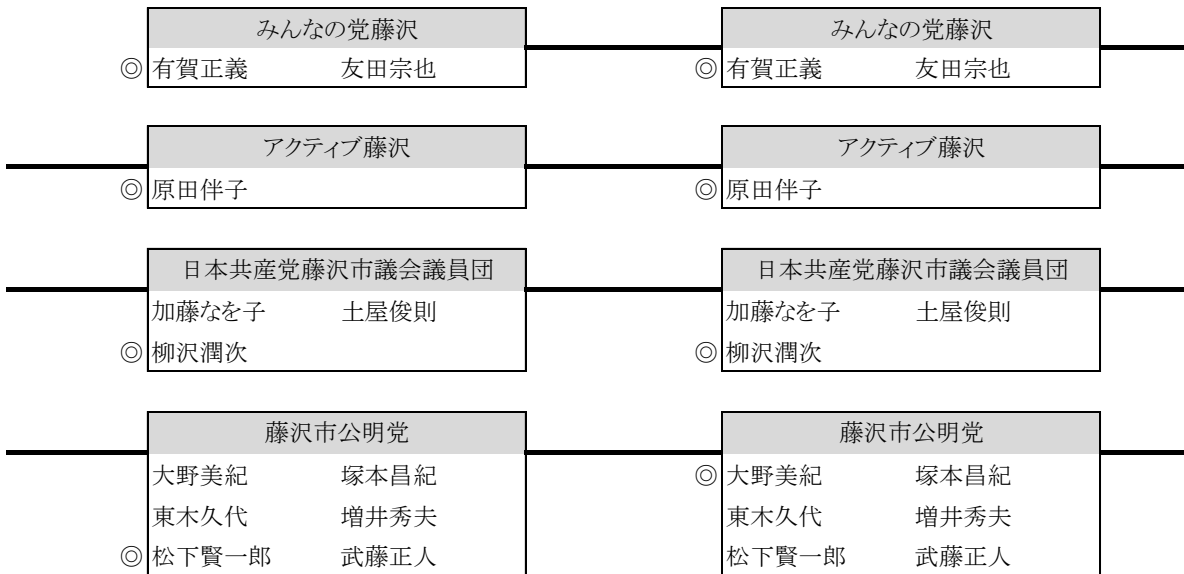 みんなの党藤沢 みんなの党藤沢
◎ 有賀正義 友田宗也 ◎ 有賀正義 友田宗也
アクティブ藤沢 アクティブ藤沢
◎ 原田伴子 ◎ 原田伴子
日本共産党藤沢市議会議員団 日本共産党藤沢市議会議員団
加藤なを子 土屋俊則 加藤なを子 土屋俊則
◎ 柳沢潤次 ◎ 柳沢潤次
藤沢市公明党 藤沢市公明党
大野美紀 塚本昌紀 ◎ 大野美紀 塚本昌紀
東木久代 増井秀夫 東木久代 増井秀夫
◎ 松下賢一郎 武藤正人 松下賢一郎 武藤正人